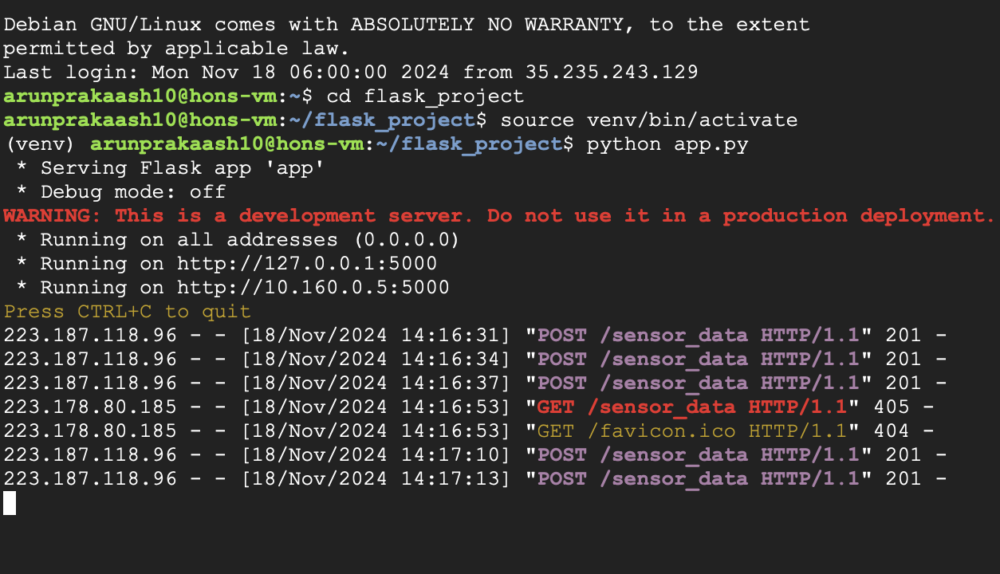 Debian GNU/Linux comes with ABSOLUTELY NO WARRANTY, to the extent
permitted by applicable law.
Last login: Mon Nov 18 06:00:00 2024 from 35.235.243.129
arunprakaash10@hons-vm:~$ cd flask_project
arunprakaash10@hons-vm:~/flask_project$ source venv/bin/activate
(venv) arunprakaash10@hons-vm:~/flask_project$ python app.py
 * Serving Flask app 'app'
 * Debug mode: off
WARNING: This is a development server. Do not use it in a production deployment.
 * Running on all addresses (0.0.0.0)
 * Running on http://127.0.0.1:5000
 * Running on http://10.160.0.5:5000
Press CTRL+C to quit
223.187.118.96 - - [18/Nov/2024 14:16:31] "POST /sensor_data HTTP/1.1" 201 -
223.187.118.96 - - [18/Nov/2024 14:16:34] "POST /sensor_data HTTP/1.1" 201 -
223.187.118.96 - - [18/Nov/2024 14:16:37] "POST /sensor_data HTTP/1.1" 201 -
223.178.80.185 - - [18/Nov/2024 14:16:53] "GET /sensor_data HTTP/1.1" 405 -
223.178.80.185 - - [18/Nov/2024 14:16:53] "GET /favicon.ico HTTP/1.1" 404 -
223.187.118.96 - - [18/Nov/2024 14:17:10] "POST /sensor_data HTTP/1.1" 201 -
223.187.118.96 - - [18/Nov/2024 14:17:13] "POST /sensor_data HTTP/1.1" 201 -